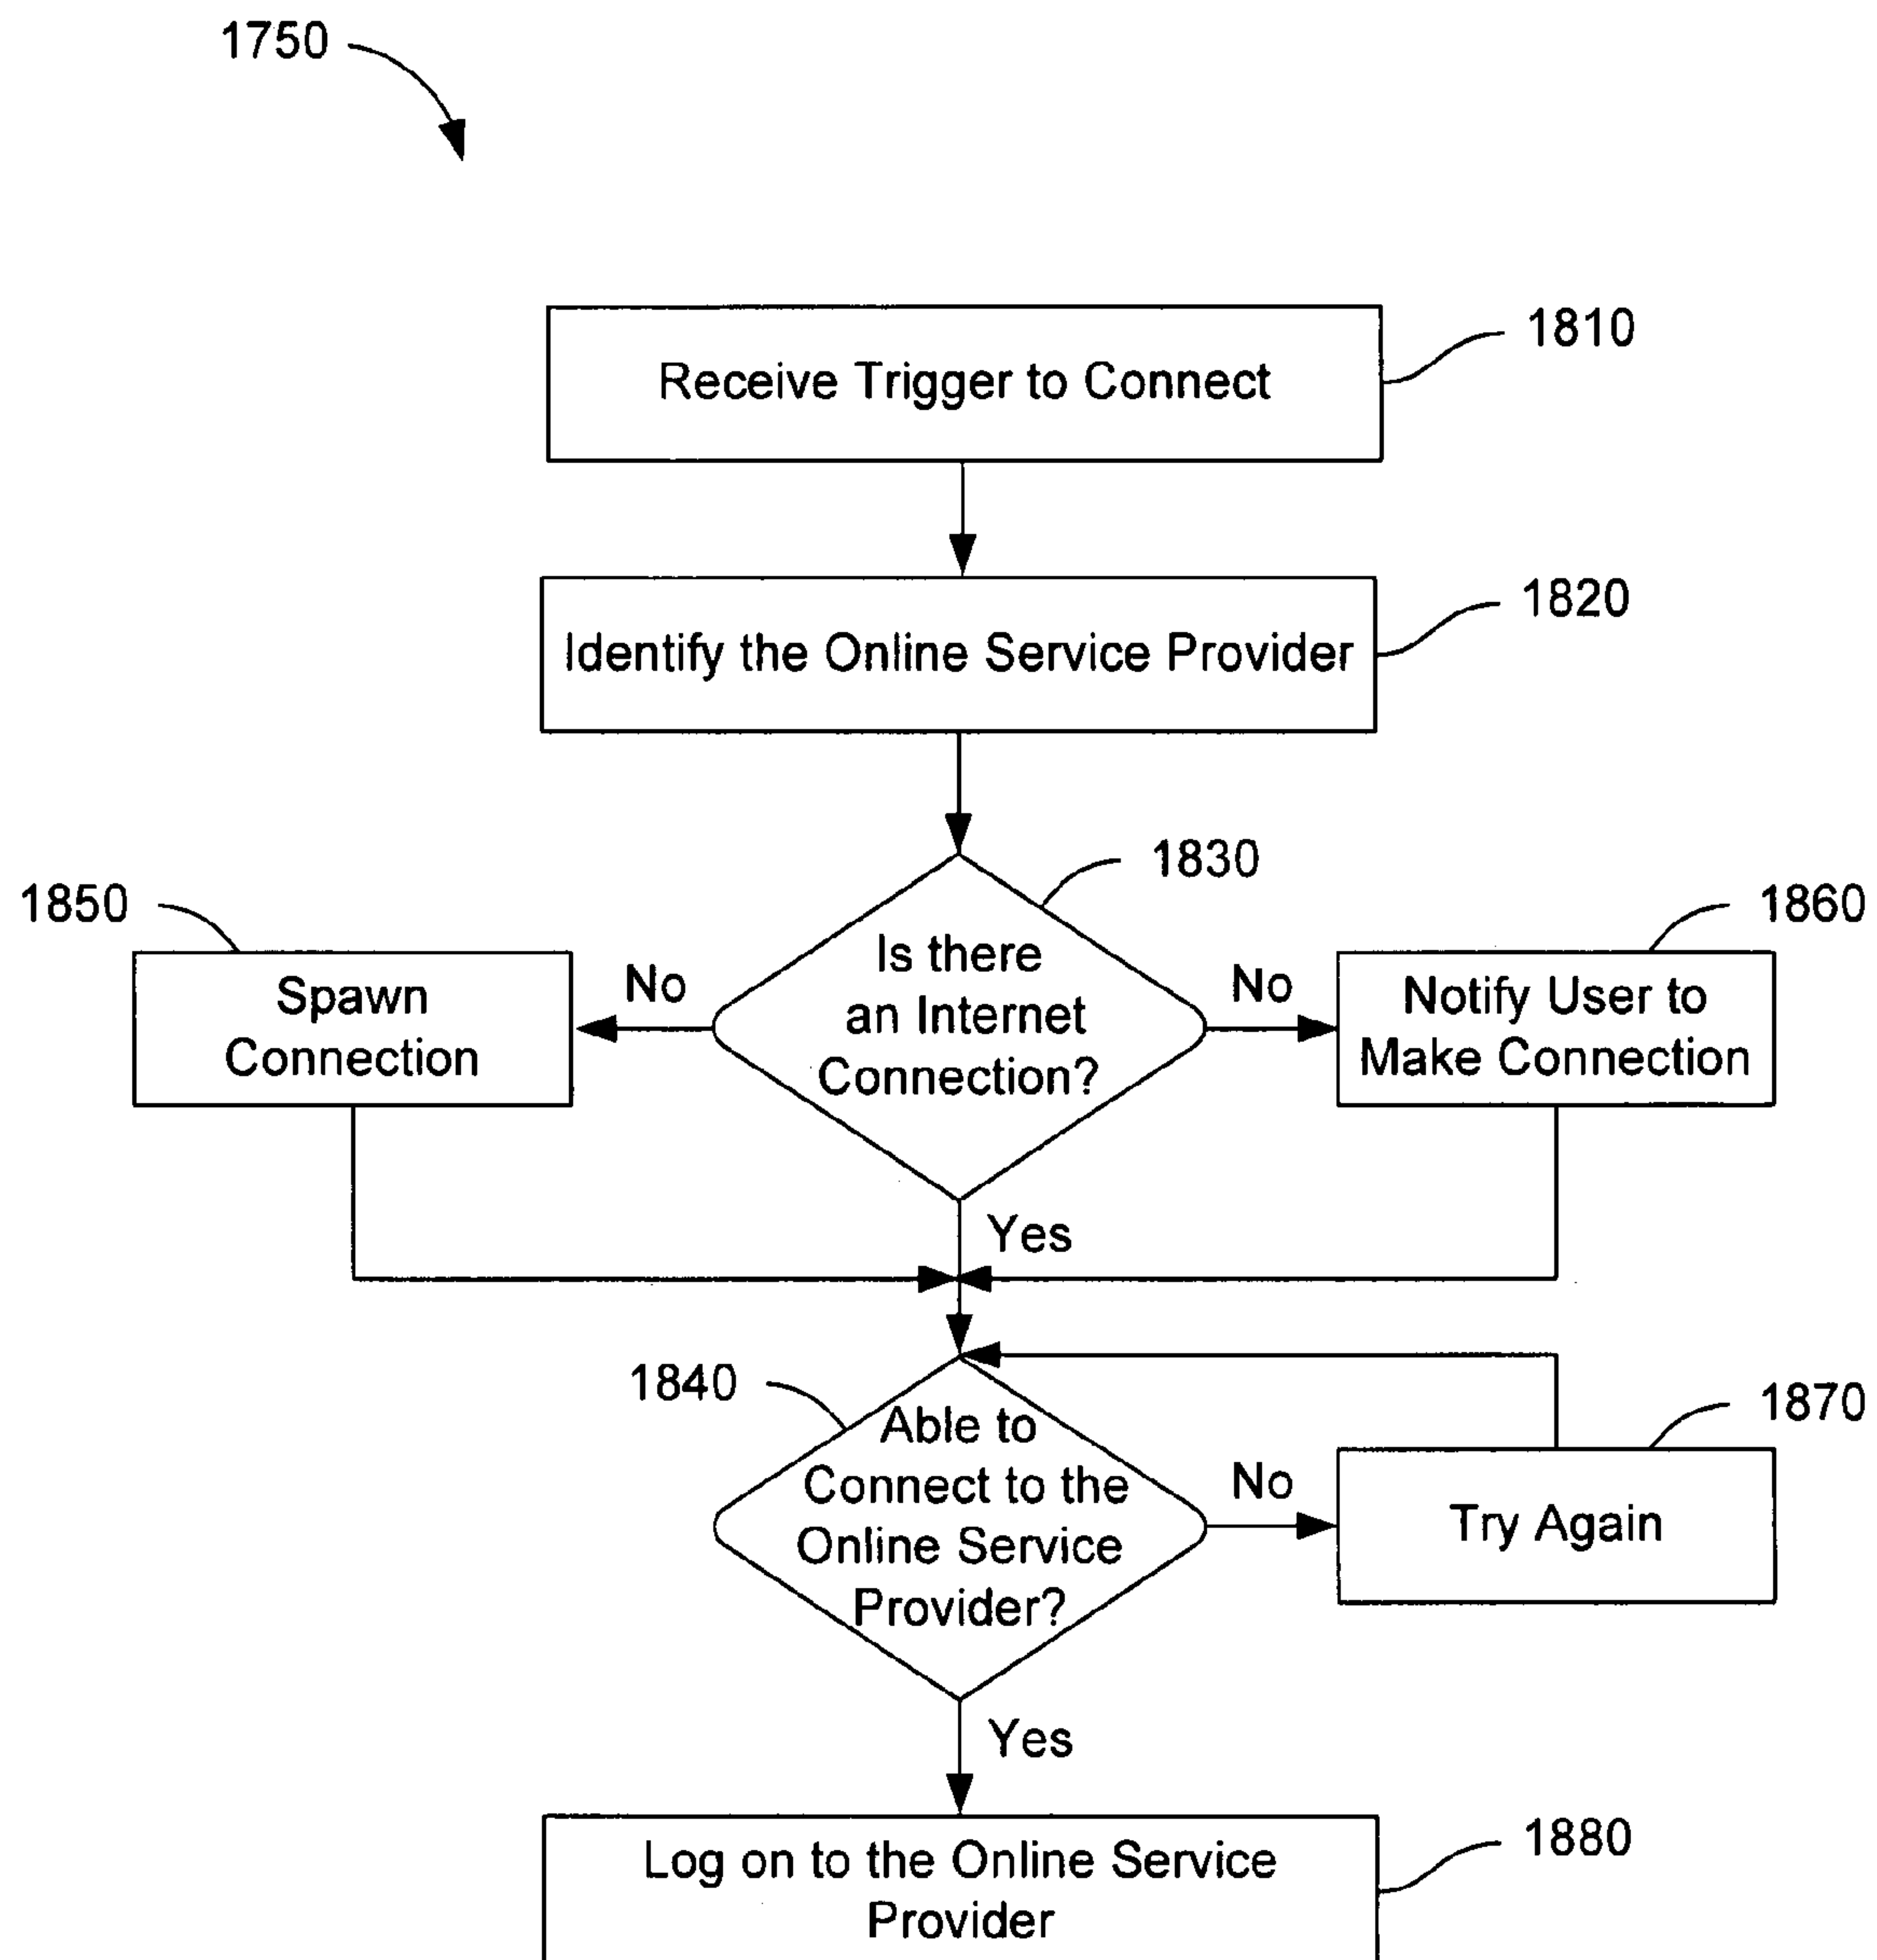 1750
1810
Receive Trigger to Connect
1820
Identify the Online Service Provider
1830
1850
1860
Is there
an Internet
Connection?
No
No
Spawn
Connection
Notify User to
Make Connection
Yes
1840
1870
Able to
Connect to the
Online Service
Provider?
No
Try Again
Yes
1880
Log on to the Online Service
Provider